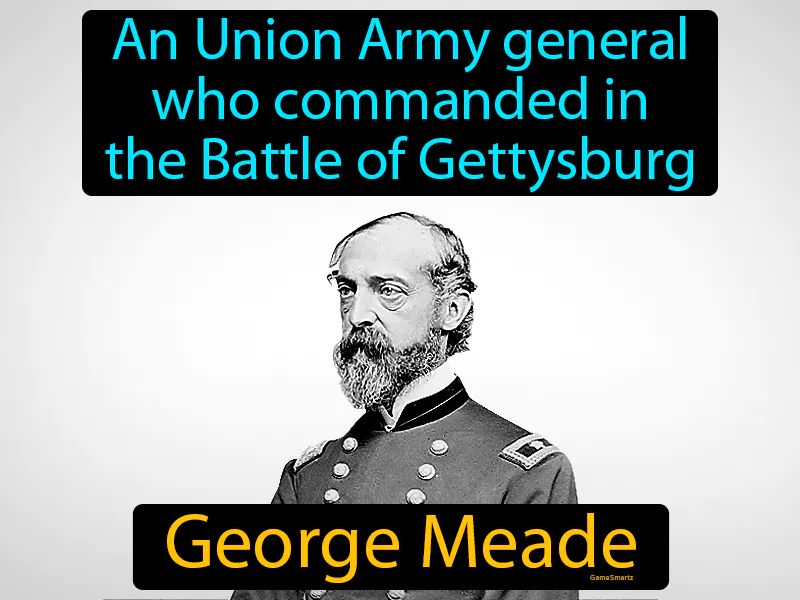 An Union Army general
who commanded in
the Battle of Gettysburg
George Meade
GameSmartz